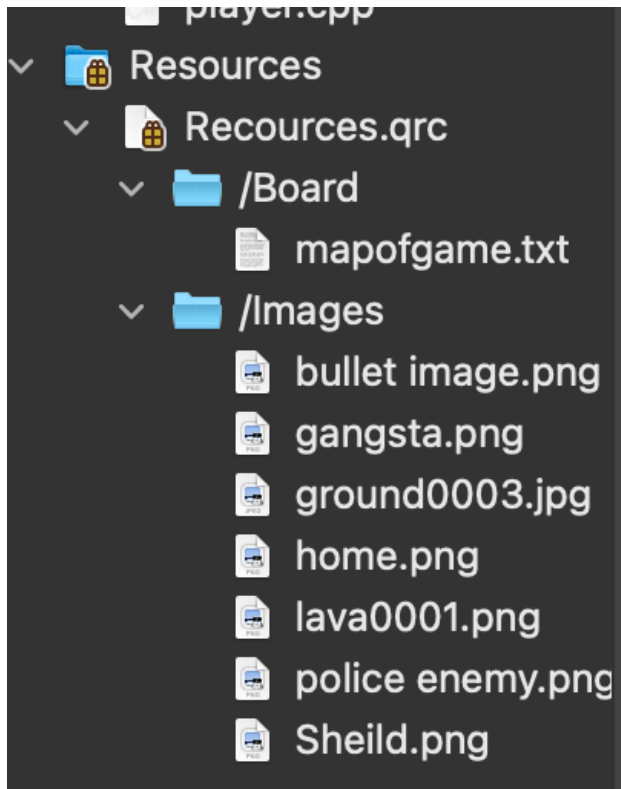 player.cpp
Resources
Recources.qrc
/Board
mapofgame.txt
/Images
bullet image.png
gangsta.png
ground0003.jpg
home.png
lava0001.png
police enemy.png
Sheild.png